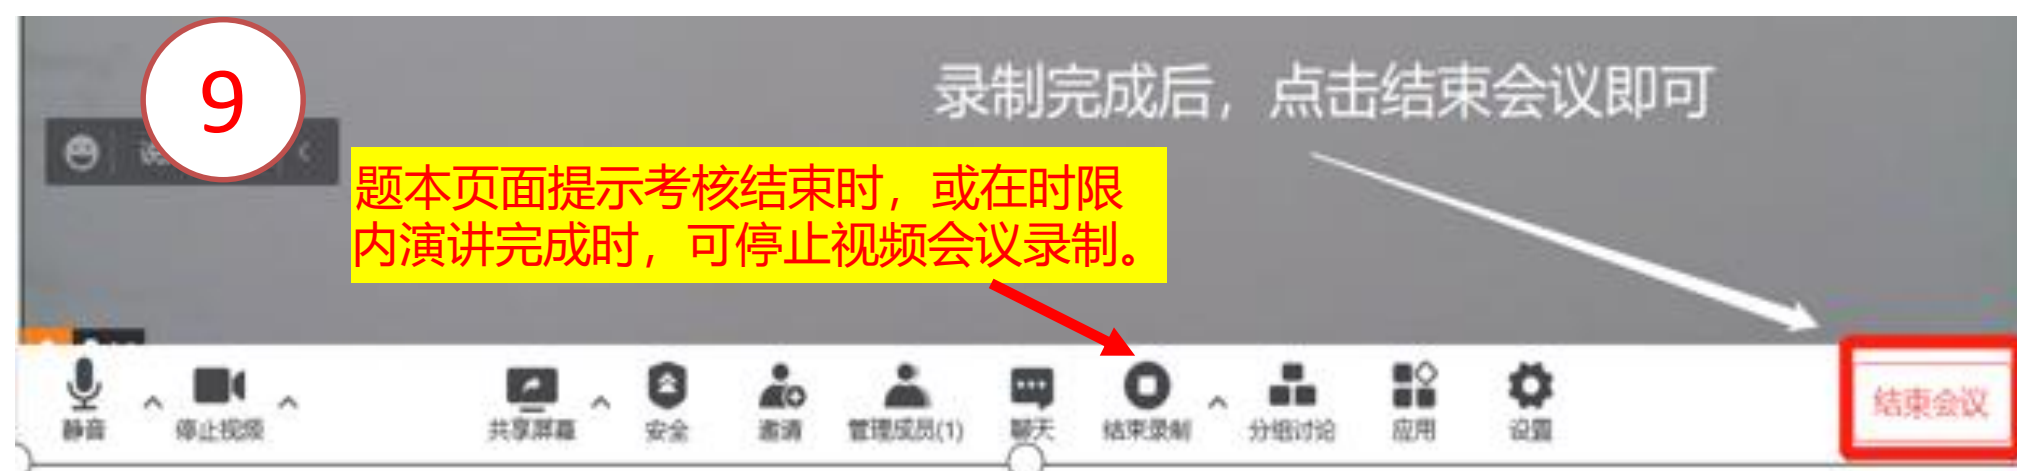 9
录制完成后，点击结束会议即可
题本页面提示考核结束时，或在时限
内演讲完成时，可停止视频会议录制。
静音
停止视频
共享屏幕
安全
邀请
管理成员(1)
聊天
结束录制
分组讨论
应用
设置
结束会议